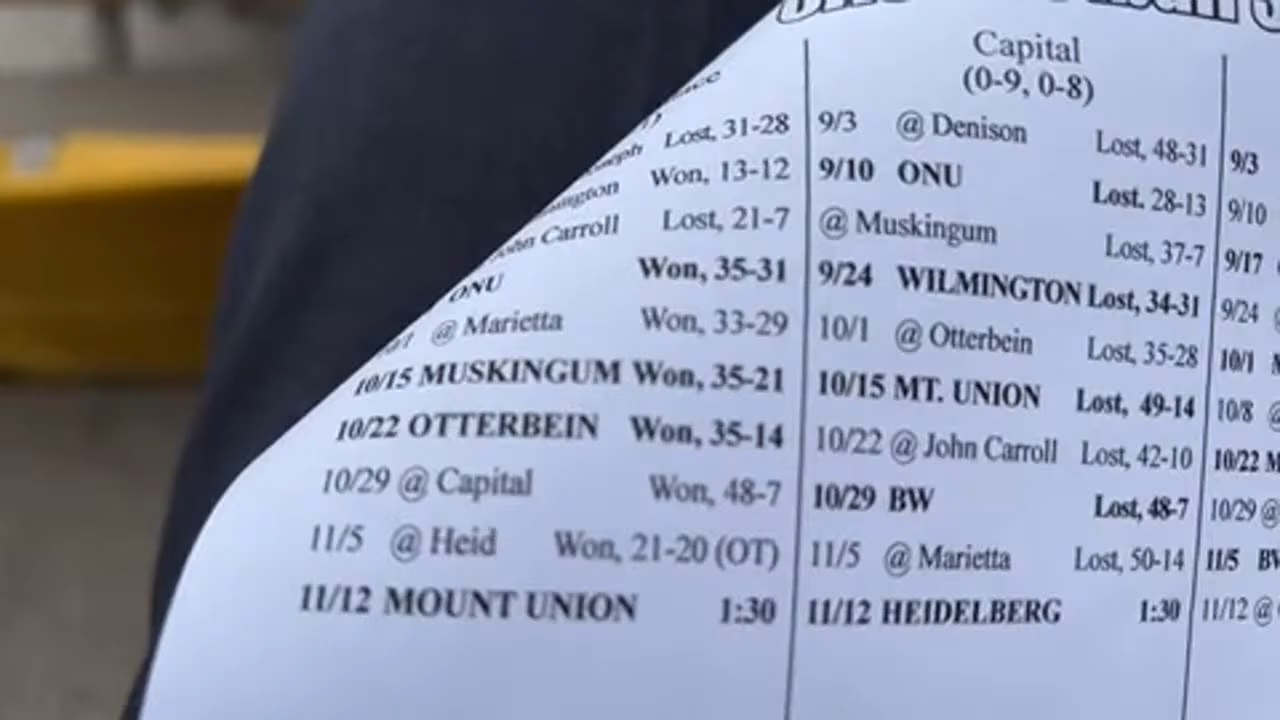 Lost, 31-28
Won, 13-12
John Carroll Lost, 21-7
ONU Won, 35-31
@ Marietta Won, 33-29
10/15 MUSKINGUM Won, 35-21
10/22 OTTERBEIN Won, 35-14
10/29 @ Capital Won, 48-7
11/5 @ Heid Won, 21-20 (OT)
11/12 MOUNT UNION 1:30
Capital
(0-9, 0-8)
9/3 @ Denison Lost, 48-31
9/10 ONU Lost. 28-13
@ Muskingum Lost, 37-7
9/24 WILMINGTON Lost, 34-31
10/1 @ Otterbein Lost, 35-28
10/15 MT. UNION Lost, 49-14
10/22 @ John Carroll Lost, 42-10
10/29 BW Lost, 48-7
11/5 @ Marietta Lost, 50-14
11/12 HEIDELBERG 1:30
9/3
9/10
9/17
9/24
10/1
10/8
10/22
10/29 @
11/5
11/12 @